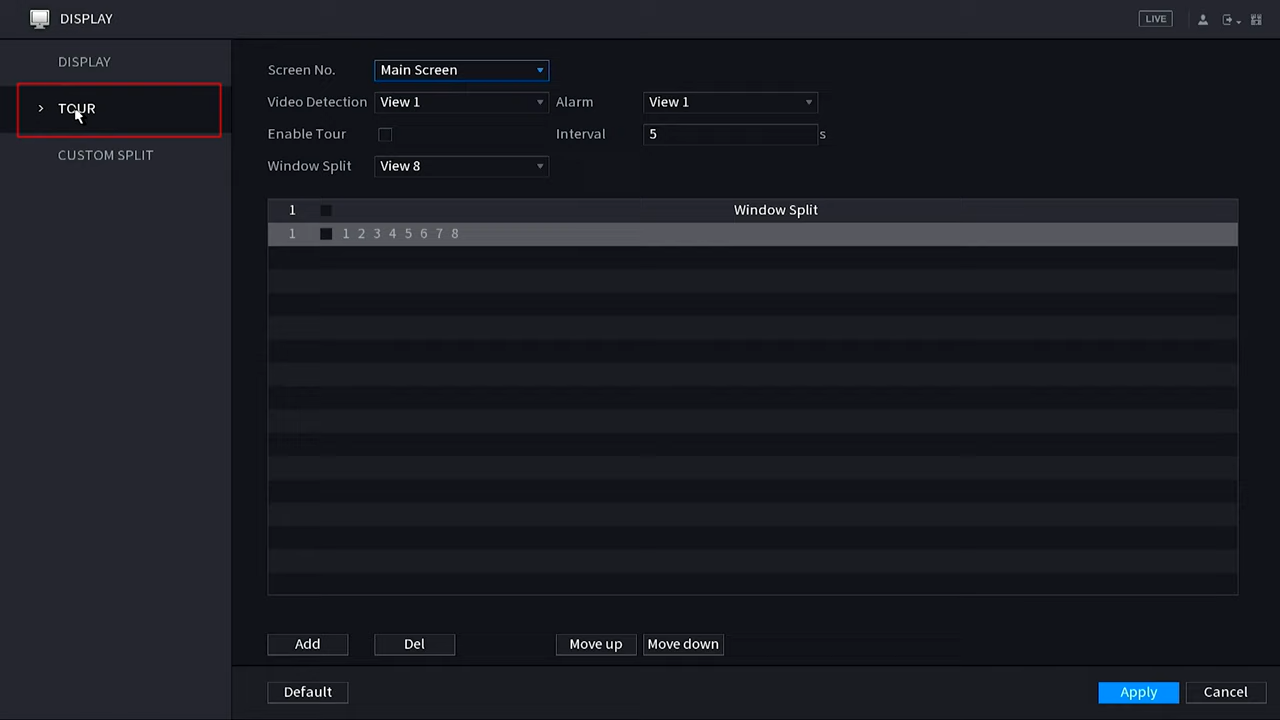 DISPLAY
LIVE
DISPLAY
TOUR
CUSTOM SPLIT
Screen No. Main Screen
Video Detection View 1 Alarm View 1
Enable Tour Interval 5 s
Window Split View 8
1 Window Split
1 1 2 3 4 5 6 7 8
Add Del Move up Move down
Default Apply Cancel